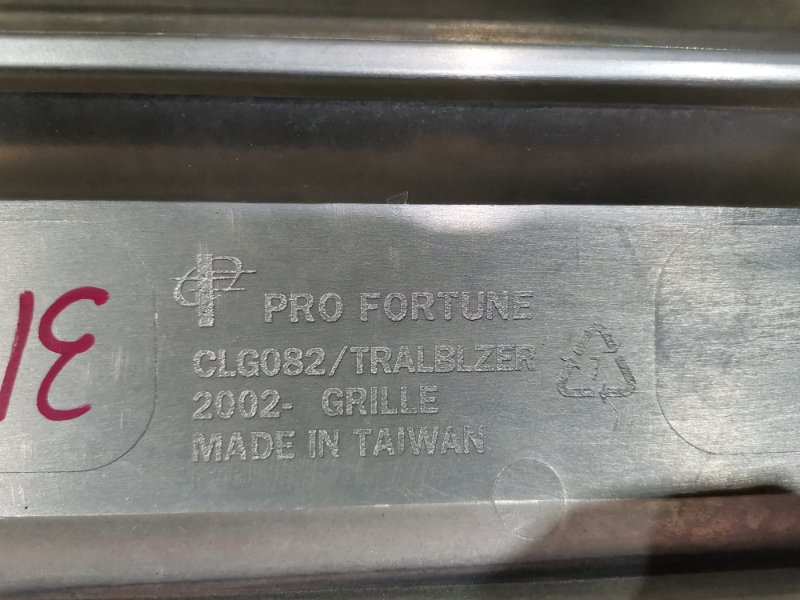 PRO FORTUNE
CLG082/TRALBLZER
2002- GRILLE
MADE IN TAIWAN